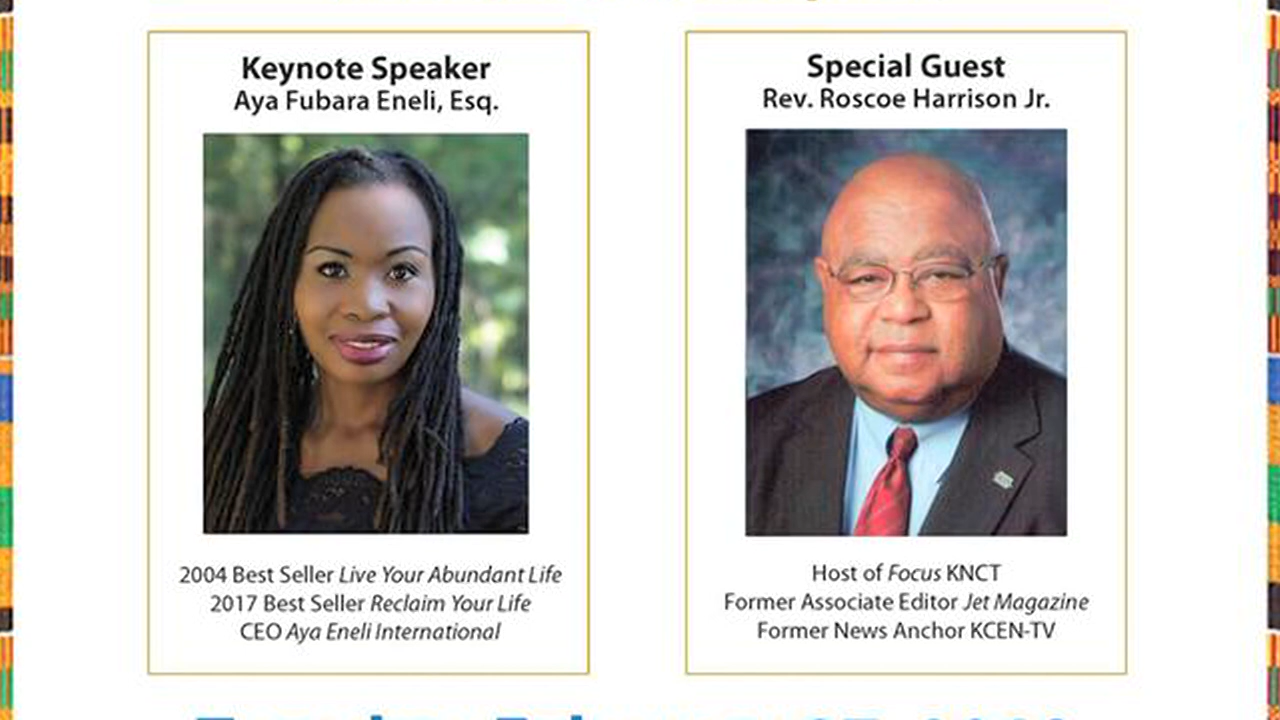 Keynote Speaker
Aya Fubara Eneli, Esq.
2004 Best Seller Live Your Abundant Life
2017 Best Seller Reclaim Your Life
CEO Aya Eneli International
Special Guest
Rev. Roscoe Harrison Jr.
Host of Focus KNCT
Former Associate Editor Jet Magazine
Former News Anchor KCEN-TV